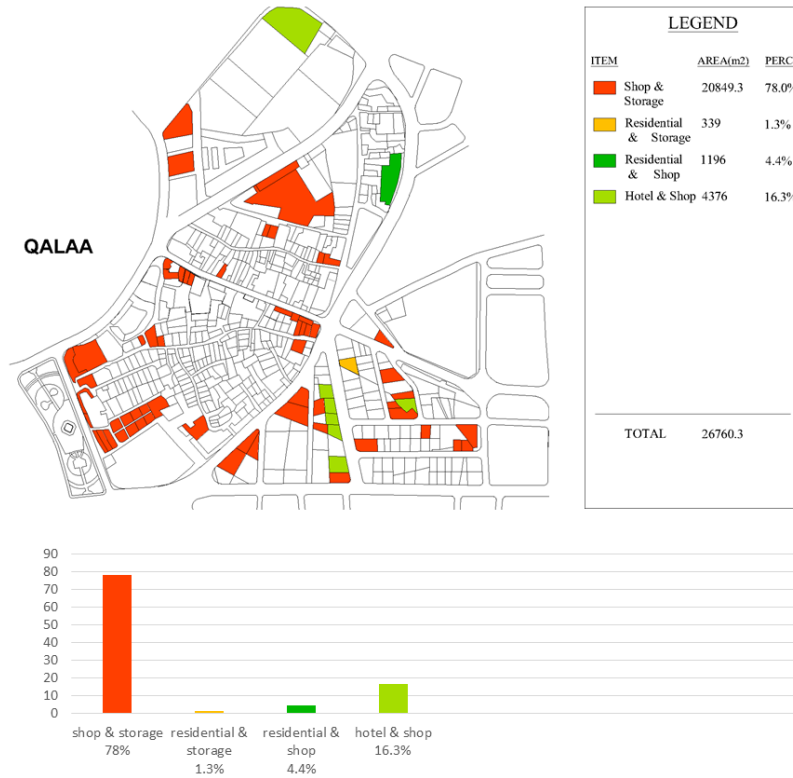 QALAA
LEGEND
ITEM AREA(m2) PERC
Shop & 20849.3 78.0%
Storage
Residential 339 1.3%
& Storage
Residential 1196 4.4%
& Shop
Hotel & Shop 4376 16.3%
TOTAL 26760.3
90
80
70
60
50
40
30
20
10
0
shop & storage residential & residential & hotel & shop
78% storage shop 16.3%
1.3% 4.4%